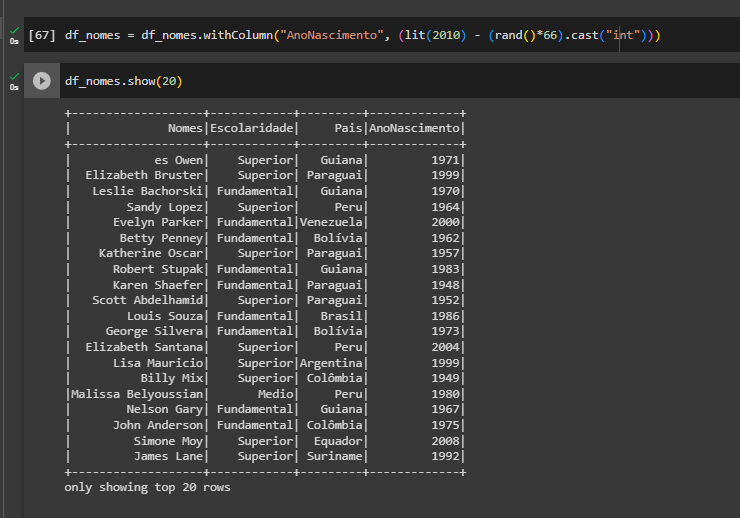 [67] df_nomes = df_nomes.withColumn("AnoNascimento", (lit(2010) - (rand()*66).cast("int")))
0s
df_nomes.show(20)
0s
+--------------------+------------+---------+-------------+
|               Nomes|Escolaridade|     Pais|AnoNascimento|
+--------------------+------------+---------+-------------+
|             es Owen|    Superior|   Guiana|         1971|
|   Elizabeth Bruster|    Superior| Paraguai|         1999|
|    Leslie Bachorski| Fundamental|   Guiana|         1970|
|         Sandy Lopez|    Superior|     Peru|         1964|
|       Evelyn Parker| Fundamental|Venezuela|         2000|
|        Betty Penney| Fundamental|  Bolívia|         1962|
|     Katherine Oscar|    Superior| Paraguai|         1957|
|       Robert Stupak| Fundamental|   Guiana|         1983|
|       Karen Shaefer| Fundamental| Paraguai|         1948|
|    Scott Abdelhamid|    Superior| Paraguai|         1952|
|         Louis Souza| Fundamental|   Brasil|         1986|
|      George Silvera| Fundamental|  Bolívia|         1973|
|   Elizabeth Santana|    Superior|     Peru|         2004|
|       Lisa Mauricio|    Superior|Argentina|         1999|
|           Billy Mix|    Superior| Colômbia|         1949|
|  Malissa Belyoussian|       Medio|     Peru|         1980|
|         Nelson Gary| Fundamental|   Guiana|         1967|
|       John Anderson| Fundamental| Colômbia|         1975|
|          Simone Moy|    Superior|  Equador|         2008|
|          James Lane|    Superior| Suriname|         1992|
+--------------------+------------+---------+-------------+
only showing top 20 rows